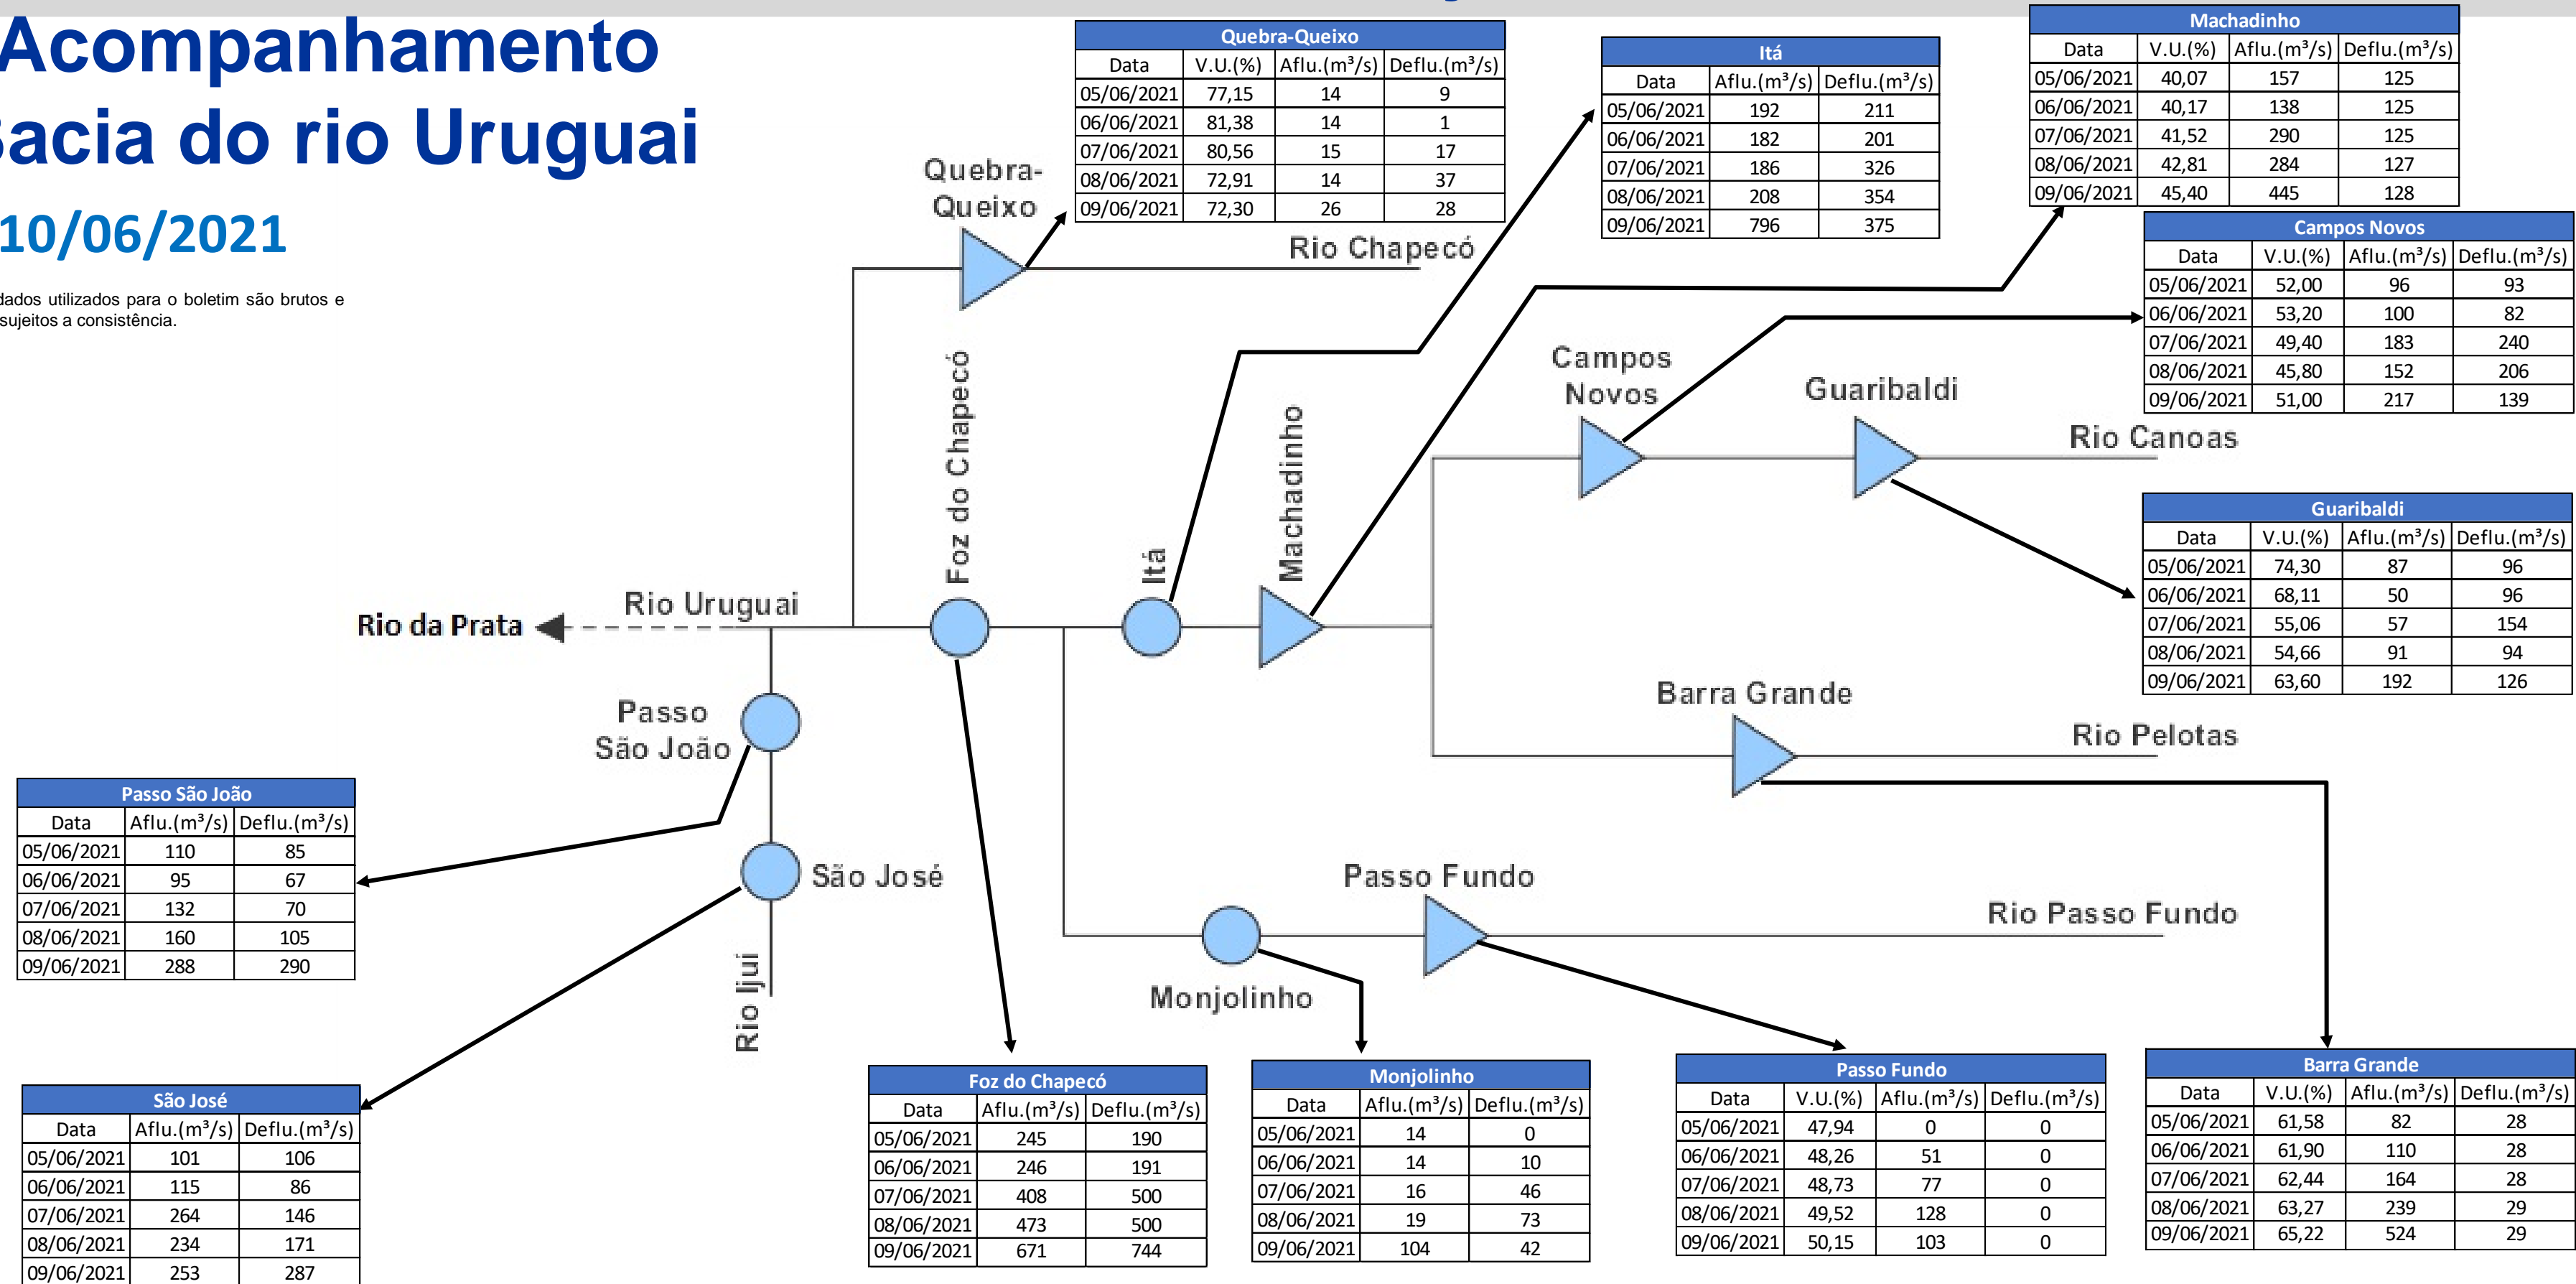 Acompanhamento
Bacia do rio Uruguai
10/06/2021
dados utilizados para o boletim são brutos e
sujeitos a consistência.
Quebra-Queixo
Data V.U.(%) Aflu.(m³/s) Deflu.(m³/s)
05/06/2021 77,15 14 9
06/06/2021 81,38 14 1
07/06/2021 80,56 15 17
08/06/2021 72,91 14 37
09/06/2021 72,30 26 28
Itá
Data Aflu.(m³/s) Deflu.(m³/s)
05/06/2021 192 211
06/06/2021 182 201
07/06/2021 186 326
08/06/2021 208 354
09/06/2021 796 375
Machadinho
Data V.U.(%) Aflu.(m³/s) Deflu.(m³/s)
05/06/2021 40,07 157 125
06/06/2021 40,17 138 125
07/06/2021 41,52 290 125
08/06/2021 42,81 284 127
09/06/2021 45,40 445 128
Campos Novos
Data V.U.(%) Aflu.(m³/s) Deflu.(m³/s)
05/06/2021 52,00 96 93
06/06/2021 53,20 100 82
07/06/2021 49,40 183 240
08/06/2021 45,80 152 206
09/06/2021 51,00 217 139
Guaribaldi
Data V.U.(%) Aflu.(m³/s) Deflu.(m³/s)
05/06/2021 74,30 87 96
06/06/2021 68,11 50 96
07/06/2021 55,06 57 154
08/06/2021 54,66 91 94
09/06/2021 63,60 192 126
Quebra-
Queixo
Rio Chapecó
Foz do Chapecó
Itá
Machadinho
Campos
Novos
Guaribaldi
Rio Canoas
Rio da Prata
Rio Uruguai
Barra Grande
Rio Pelotas
Passo
São João
São José
Rio Ijuí
Passo Fundo
Rio Passo Fundo
Monjolinho
Passo São João
Data Aflu.(m³/s) Deflu.(m³/s)
05/06/2021 110 85
06/06/2021 95 67
07/06/2021 132 70
08/06/2021 160 105
09/06/2021 288 290
São José
Data Aflu.(m³/s) Deflu.(m³/s)
05/06/2021 101 106
06/06/2021 115 86
07/06/2021 264 146
08/06/2021 234 171
09/06/2021 253 287
Foz do Chapecó
Data Aflu.(m³/s) Deflu.(m³/s)
05/06/2021 245 190
06/06/2021 246 191
07/06/2021 408 500
08/06/2021 473 500
09/06/2021 671 744
Monjolinho
Data Aflu.(m³/s) Deflu.(m³/s)
05/06/2021 14 0
06/06/2021 14 10
07/06/2021 16 46
08/06/2021 19 73
09/06/2021 104 42
Passo Fundo
Data V.U.(%) Aflu.(m³/s) Deflu.(m³/s)
05/06/2021 47,94 0 0
06/06/2021 48,26 51 0
07/06/2021 48,73 77 0
08/06/2021 49,52 128 0
09/06/2021 50,15 103 0
Barra Grande
Data V.U.(%) Aflu.(m³/s) Deflu.(m³/s)
05/06/2021 61,58 82 28
06/06/2021 61,90 110 28
07/06/2021 62,44 164 28
08/06/2021 63,27 239 29
09/06/2021 65,22 524 29